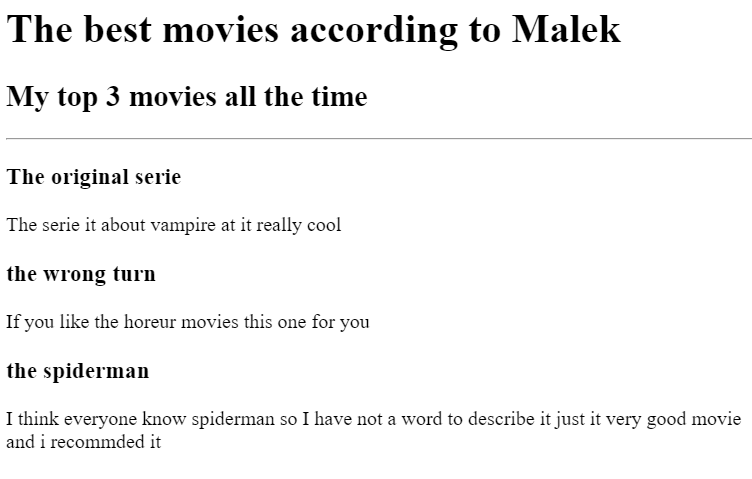 The best movies according to Malek
My top 3 movies all the time
The original serie
The serie it about vampire at it really cool
the wrong turn
If you like the horeur movies this one for you
the spiderman
I think everyone know spiderman so I have not a word to describe it just it very good movie
and i recommded it